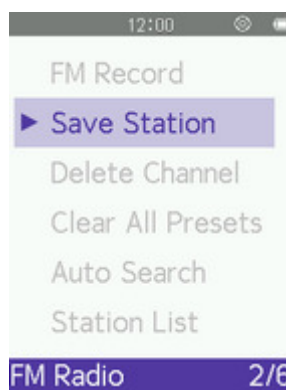 12:00
FM Record
Save Station
Delete Channel
Clear All Presets
Auto Search
Station List
FM Radio 2/6